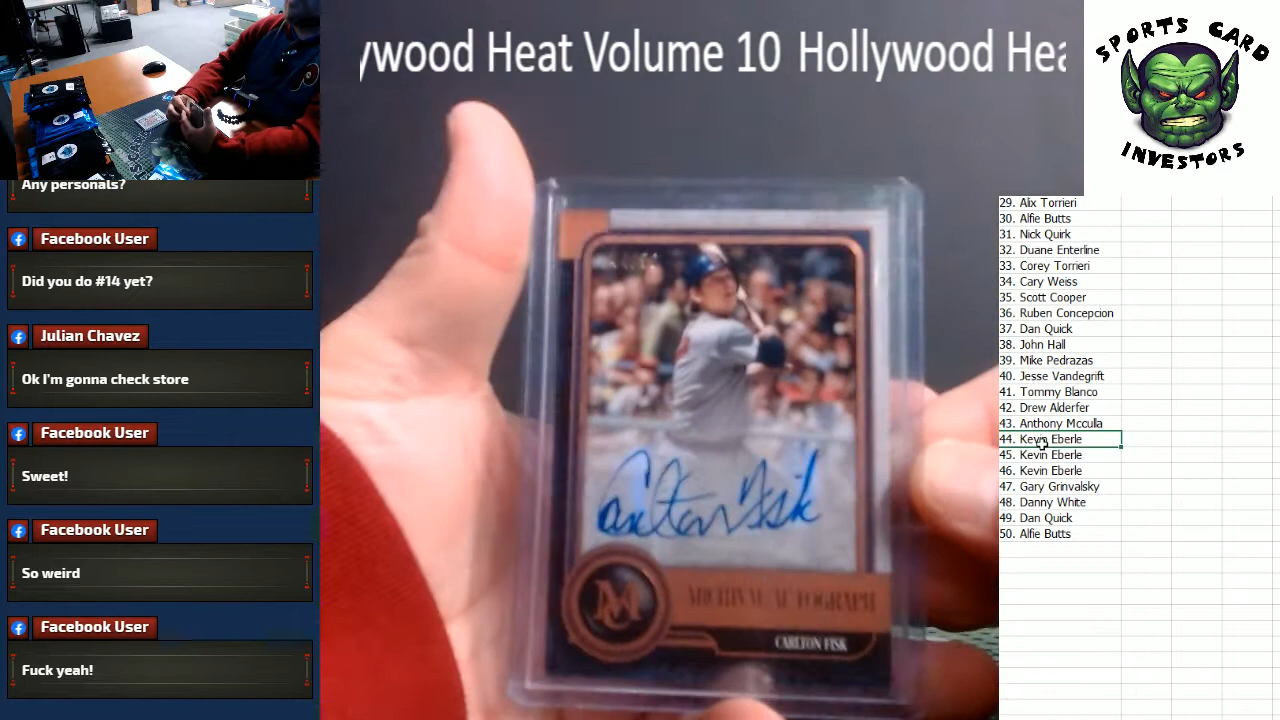 ywood Heat Volume 10 Hollywood Hea
SPORTS CARD
INVESTORS
Any personals?
Facebook User
Did you do #14 yet?
Julian Chavez
Ok I'm gonna check store
Facebook User
Sweet!
Facebook User
So weird
Facebook User
Fuck yeah!
Carlton Fisk
M
ARCHIVAL AUTOGRAPH
CARLTON FISK
29. Alix Torrieri
30. Alfie Butts
31. Nick Quirk
32. Duane Enterline
33. Corey Torrieri
34. Cary Weiss
35. Scott Cooper
36. Ruben Concepcion
37. Dan Quick
38. John Hall
39. Mike Pedrazas
40. Jesse Vandegrift
41. Tommy Blanco
42. Drew Alderfer
43. Anthony Mcculla
44. Kevin Eberle
45. Kevin Eberle
46. Kevin Eberle
47. Gary Grinvalsky
48. Danny White
49. Dan Quick
50. Alfie Butts